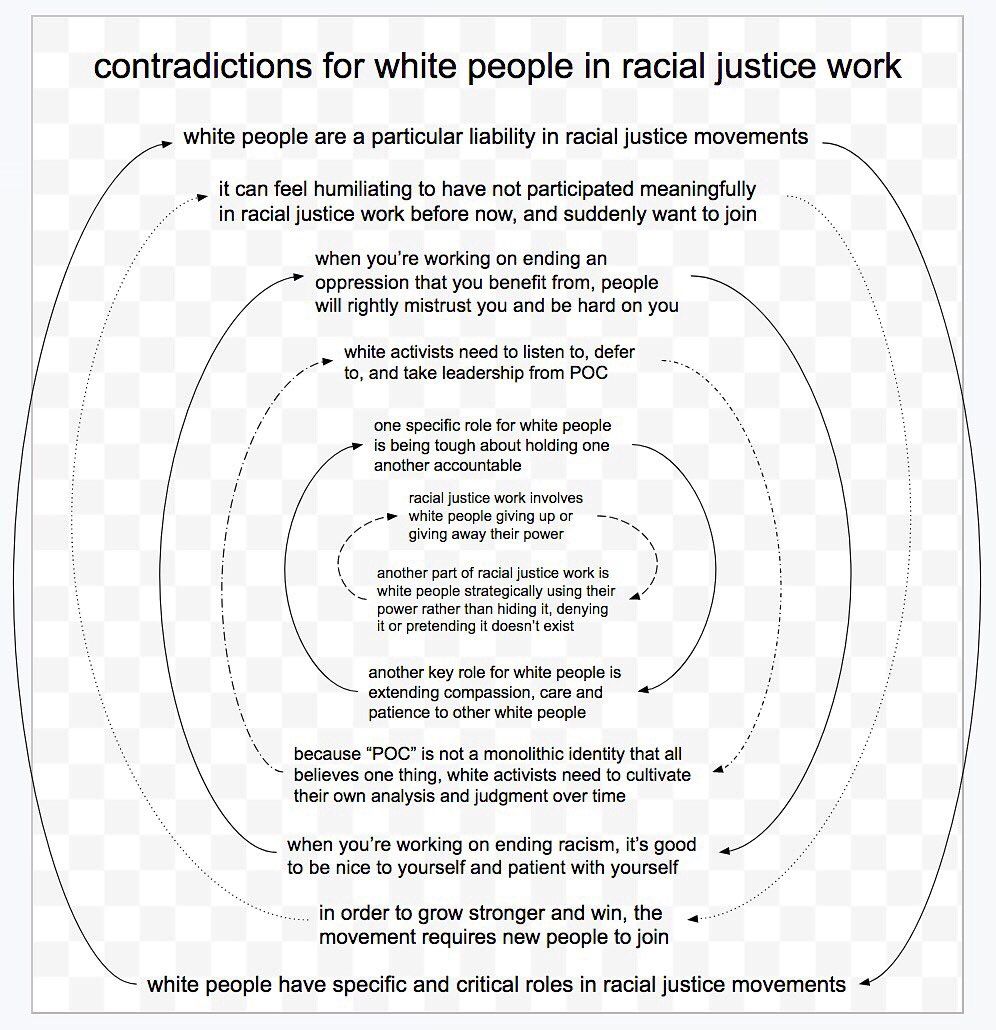 contradictions for white people in racial justice work
white people are a particular liability in racial justice movements
it can feel humiliating to have not participated meaningfully
in racial justice work before now, and suddenly want to join
when you're working on ending an
oppression that you benefit from, people
will rightly mistrust you and be hard on you
white activists need to listen to, defer
to, and take leadership from POC
one specific role for white people
is being tough about holding one
another accountable
racial justice work involves
white people giving up or
giving away their power
another part of racial justice work is
white people strategically using their
power rather than hiding it, denying
it or pretending it doesn't exist
another key role for white people is
extending compassion, care and
patience to other white people
because “POC” is not a monolithic identity that all
believes one thing, white activists need to cultivate
their own analysis and judgment over time
when you're working on ending racism, it's good
to be nice to yourself and patient with yourself
in order to grow stronger and win, the
movement requires new people to join
white people have specific and critical roles in racial justice movements